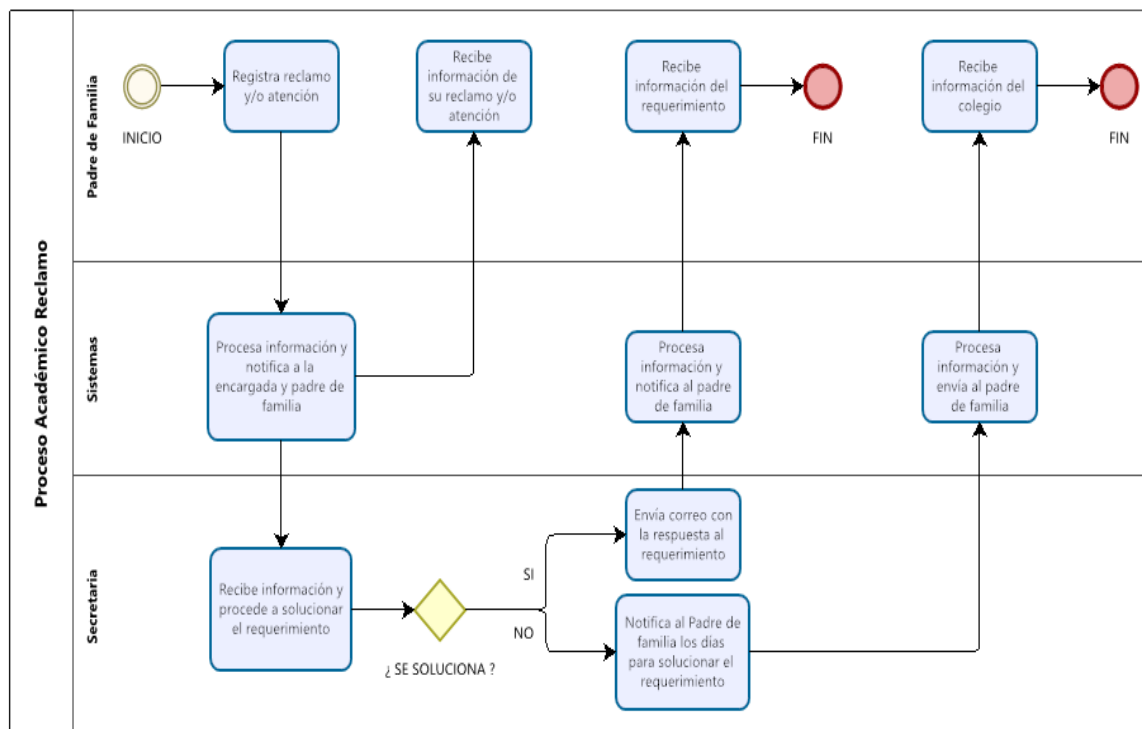 Proceso Académico Reclamo
Padre de Familia
INICIO
Registra reclamo
y/o atención
Recibe
información de
su reclamo y/o
atención
Recibe
información del
requerimiento
FIN
Recibe
información del
colegio
FIN
Sistemas
Procesa información y
notifica a la
encargada y padre de
familia
Procesa
información y
notifica al padre
de familia
Procesa
información y
envía al padre
de familia
Secretaria
Recibe información y
procede a solucionar
el requerimiento
¿ SE SOLUCIONA ?
SI
NO
Envía correo con
la respuesta al
requerimiento
Notifica al Padre de
familia los días
para solucionar el
requerimiento